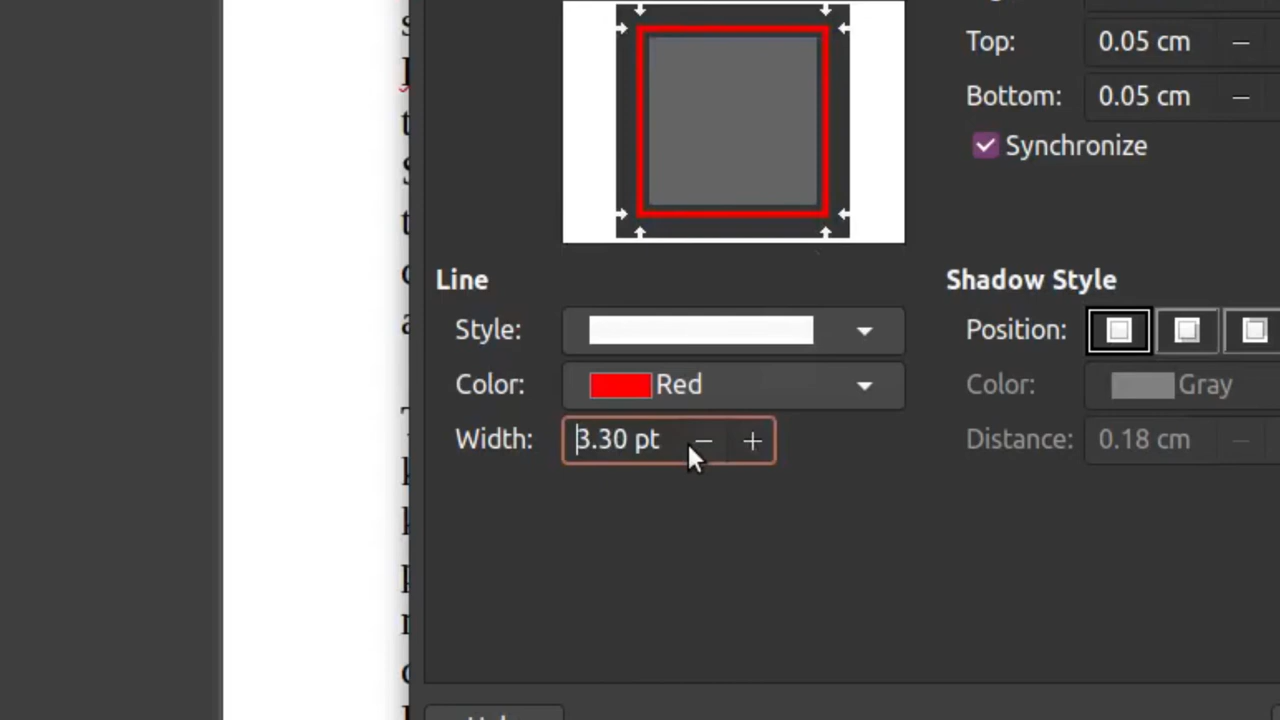 Top: 0.05 cm
Bottom: 0.05 cm
Synchronize
Line
Style:
Color: Red
Width: 3.30 pt
Shadow Style
Position:
Color: Gray
Distance: 0.18 cm